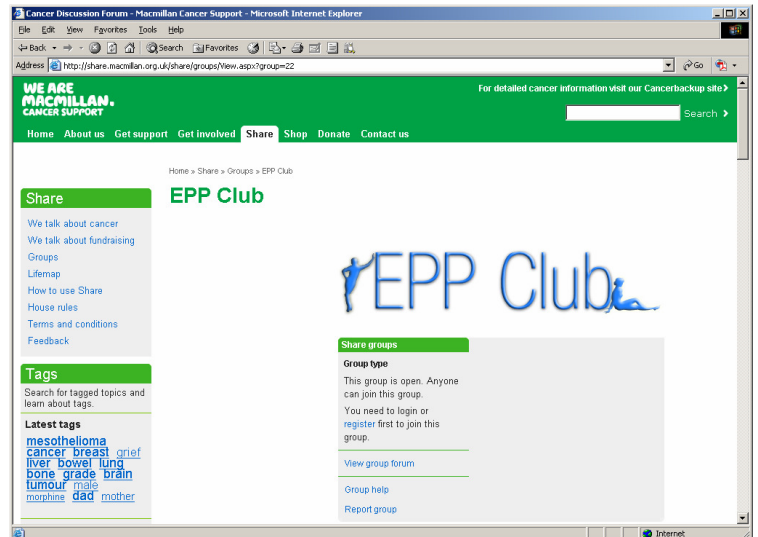 Cancer Discussion Forum - Macmillan Cancer Support - Microsoft Internet Explorer
File Edit View Favorites Tools Help
Back Search Favorites
Address http://share.macmillan.org.uk/share/groups/View.aspx?group=22 Go
WE ARE
MACMILLAN.
CANCER SUPPORT
For detailed cancer information visit our Cancerbackup site>
Search >
Home About us Get support Get involved Share Shop Donate Contact us
Home » Share » Groups » EPP Club
EPP Club
Share
We talk about cancer
We talk about fundraising
Groups
Lifemap
How to use Share
House rules
Terms and conditions
Feedback
EPP Club
Share groups
Group type
This group is open. Anyone
can join this group.
You need to login or
register first to join this
group.
View group forum
Group help
Report group
Tags
Search for tagged topics and
learn about tags.
Latest tags
mesothelioma
cancer breast grief
liver bowel lung
bone grade brain
tumour male
morphine dad mother
Internet